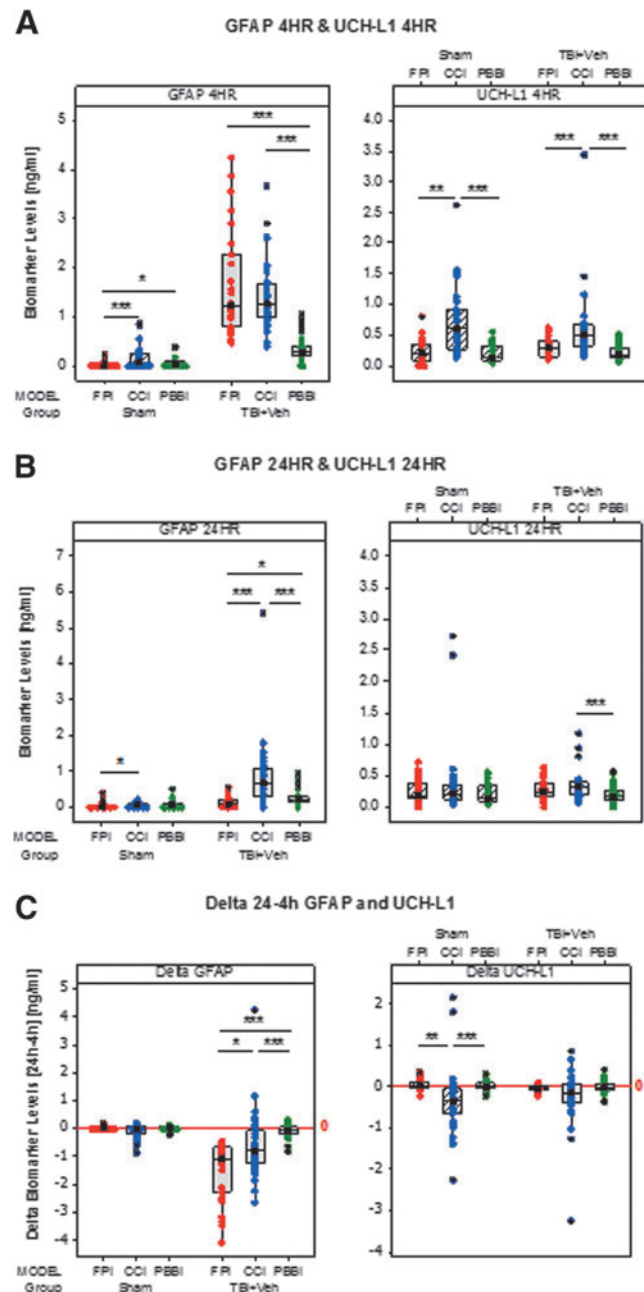 A
GFAP 4HR & UCH-L1 4HR
Sham TBI+Veh
FPI CCI PBBI FPI CCI PBBI
GFAP 4HR UCH-L1 4HR
Biomarker Levels [ng/ml]
5
4
3
2
1
0
4.0
3.5
3.0
2.5
2.0
1.5
1.0
0.5
0.0
*** *** * *** ** *** *** ***
MODEL FPI CCI PBBI FPI CCI PBBI
Group Sham TBI+Veh
B
GFAP 24HR & UCH-L1 24HR
Sham TBI+Veh
FPI CCI PBBI FPI CCI PBBI
GFAP 24HR UCH-L1 24HR
Biomarker Levels [ng/ml]
7
6
5
4
3
2
1
0
4.0
3.5
3.0
2.5
2.0
1.5
1.0
0.5
0.0
* *** *** * ***
MODEL FPI CCI PBBI FPI CCI PBBI
Group Sham TBI+Veh
C
Delta 24-4h GFAP and UCH-L1
Sham TBI+Veh
FPI CCI PBBI FPI CCI PBBI
Delta GFAP Delta UCH-L1
Delta Biomarker Levels [24h-4h] [ng/ml]
5
4
3
2
1
0
-1
-2
-3
-4
0
2
1
0
-1
-2
-3
-4
0
*** * *** ** ***
MODEL FPI CCI PBBI FPI CCI PBBI
Group Sham TBI+Veh